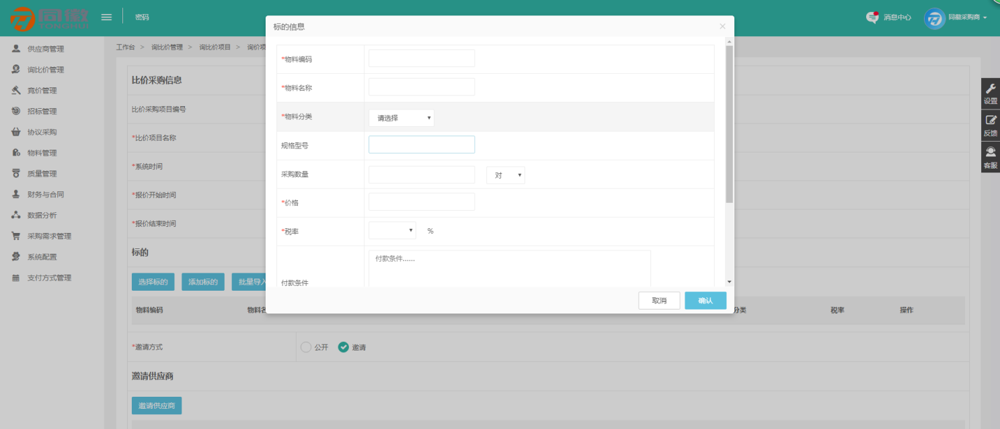 同徽
密码
消息中心
同徽采购商
供应商管理
询比价管理
竞价管理
招标管理
协议采购
物料管理
质量管理
财务与合同
数据分析
采购需求管理
系统配置
支付方式管理
工作台 > 询比价管理 > 询比价项目 > 询价项
比价采购信息
比价采购项目编号
*比价项目名称
*系统时间
*报价开始时间
*报价结束时间
标的
选择标的 添加标的 批量导入
物料编码 物料名 分类 税率 操作
*邀请方式 公开 邀请
邀请供应商
邀请供应商
标的信息
*物料编码
*物料名称
*物料分类 请选择
规格型号
采购数量 对
*价格
*税率 %
付款条件 付款条件......
取消 确认
设置
反馈
客服